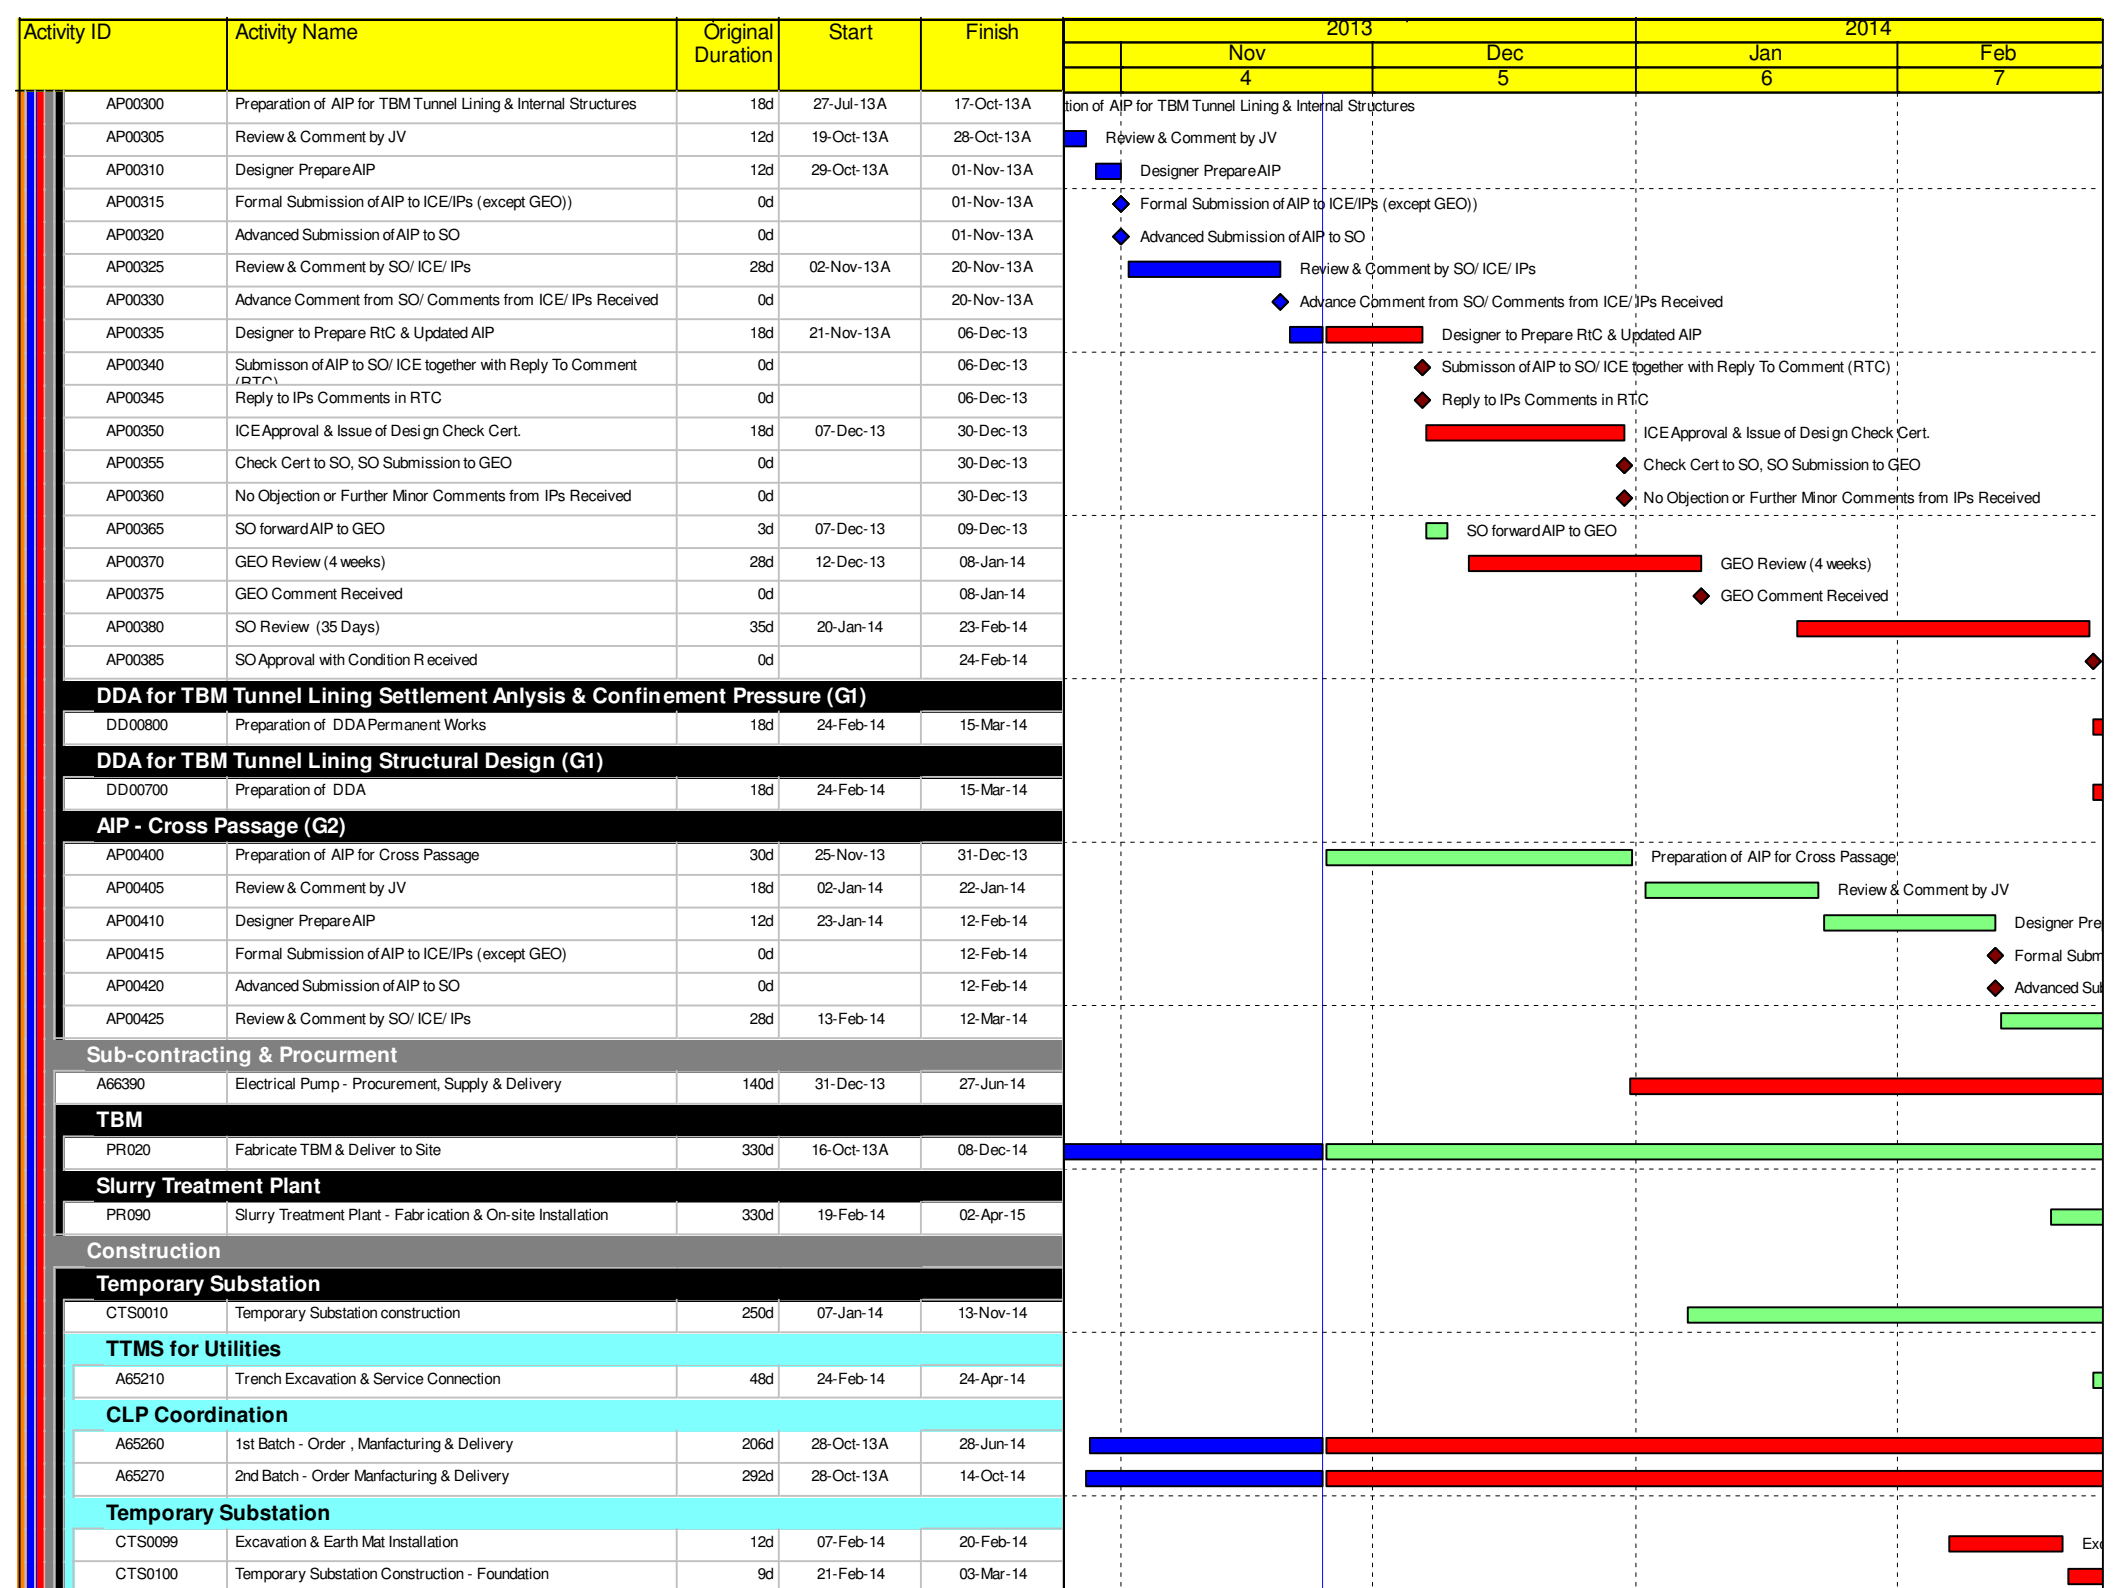 Activity ID Activity Name Original Duration Start Finish 2013 2014
Nov Dec Jan Feb
4 5 6 7
AP00300 Preparation of AIP for TBM Tunnel Lining & Internal Structures 18d 27-Jul-13A 17-Oct-13A tion of AIP for TBM Tunnel Lining & Internal Structures
AP00305 Review & Comment by JV 12d 19-Oct-13A 28-Oct-13A Review & Comment by JV
AP00310 Designer Prepare AIP 12d 29-Oct-13A 01-Nov-13A Designer Prepare AIP
AP00315 Formal Submission of AIP to ICE/IPs (except GEO)) 0d 01-Nov-13A Formal Submission of AIP to ICE/IPs (except GEO))
AP00320 Advanced Submission of AIP to SO 0d 01-Nov-13A Advanced Submission of AIP to SO
AP00325 Review & Comment by SO/ ICE/ IPs 28d 02-Nov-13A 20-Nov-13A Review & Comment by SO/ ICE/ IPs
AP00330 Advance Comment from SO/ Comments from ICE/ IPs Received 0d 20-Nov-13A Advance Comment from SO/ Comments from ICE/ IPs Received
AP00335 Designer to Prepare RtC & Updated AIP 18d 21-Nov-13A 06-Dec-13 Designer to Prepare RtC & Updated AIP
AP00340 Submisson of AIP to SO/ ICE together with Reply To Comment (RTC) 0d 06-Dec-13 Submisson of AIP to SO/ ICE together with Reply To Comment (RTC)
AP00345 Reply to IPs Comments in RTC 0d 06-Dec-13 Reply to IPs Comments in RTC
AP00350 ICE Approval & Issue of Design Check Cert. 18d 07-Dec-13 30-Dec-13 ICE Approval & Issue of Design Check Cert.
AP00355 Check Cert to SO, SO Submission to GEO 0d 30-Dec-13 Check Cert to SO, SO Submission to GEO
AP00360 No Objection or Further Minor Comments from IPs Received 0d 30-Dec-13 No Objection or Further Minor Comments from IPs Received
AP00365 SO forward AIP to GEO 3d 07-Dec-13 09-Dec-13 SO forward AIP to GEO
AP00370 GEO Review (4 weeks) 28d 12-Dec-13 08-Jan-14 GEO Review (4 weeks)
AP00375 GEO Comment Received 0d 08-Jan-14 GEO Comment Received
AP00380 SO Review (35 Days) 35d 20-Jan-14 23-Feb-14
AP00385 SO Approval with Condition Received 0d 24-Feb-14
DDA for TBM Tunnel Lining Settlement Anlysis & Confinement Pressure (G1)
DD00800 Preparation of DDA Permanent Works 18d 24-Feb-14 15-Mar-14
DDA for TBM Tunnel Lining Structural Design (G1)
DD00700 Preparation of DDA 18d 24-Feb-14 15-Mar-14
AIP - Cross Passage (G2)
AP00400 Preparation of AIP for Cross Passage 30d 25-Nov-13 31-Dec-13 Preparation of AIP for Cross Passage
AP00405 Review & Comment by JV 18d 02-Jan-14 22-Jan-14 Review & Comment by JV
AP00410 Designer Prepare AIP 12d 23-Jan-14 12-Feb-14 Designer Pre
AP00415 Formal Submission of AIP to ICE/IPs (except GEO) 0d 12-Feb-14 Formal Subm
AP00420 Advanced Submission of AIP to SO 0d 12-Feb-14 Advanced Sub
AP00425 Review & Comment by SO/ ICE/ IPs 28d 13-Feb-14 12-Mar-14
Sub-contracting & Procurment
A66390 Electrical Pump - Procurement, Supply & Delivery 140d 31-Dec-13 27-Jun-14
TBM
PR020 Fabricate TBM & Deliver to Site 330d 16-Oct-13A 08-Dec-14
Slurry Treatment Plant
PR090 Slurry Treatment Plant - Fabrication & On-site Installation 330d 19-Feb-14 02-Apr-15
Construction
Temporary Substation
CTS0010 Temporary Substation construction 250d 07-Jan-14 13-Nov-14
TTMS for Utilities
A65210 Trench Excavation & Service Connection 48d 24-Feb-14 24-Apr-14
CLP Coordination
A65260 1st Batch - Order , Manfacturing & Delivery 206d 28-Oct-13A 28-Jun-14
A65270 2nd Batch - Order Manfacturing & Delivery 292d 28-Oct-13A 14-Oct-14
Temporary Substation
CTS0099 Excavation & Earth Mat Installation 12d 07-Feb-14 20-Feb-14 Exc
CTS0100 Temporary Substation Construction - Foundation 9d 21-Feb-14 03-Mar-14